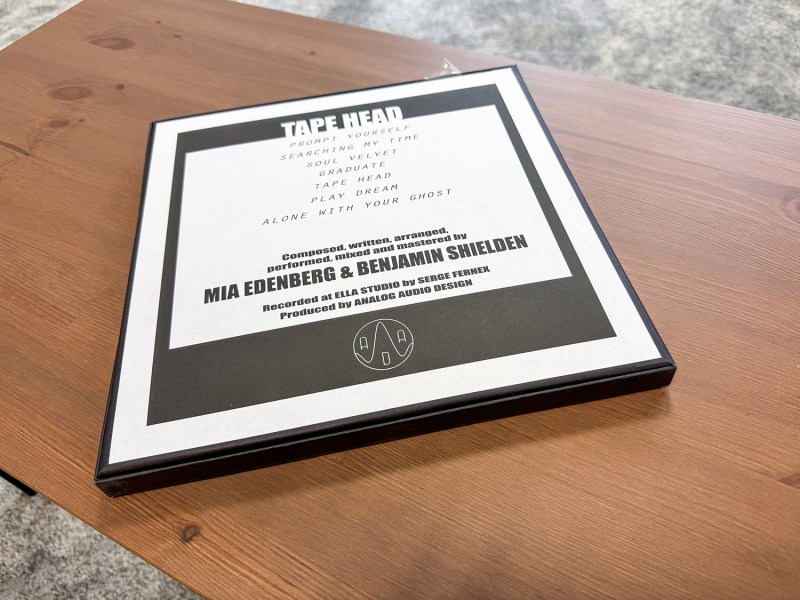 TAPE HEAD
PROMPT YOURSELF
SEARCHING MY TIME
SOUL VELVET
GRADUATE
TAPE HEAD
PLAY DREAM
ALONE WITH YOUR GHOST
Composed, written, arranged,
performed, mixed and mastered by
MIA EDENBERG & BENJAMIN SHIELDEN
Recorded at ELLA STUDIO by SERGE FERNEX
Produced by ANALOG AUDIO DESIGN
AADA